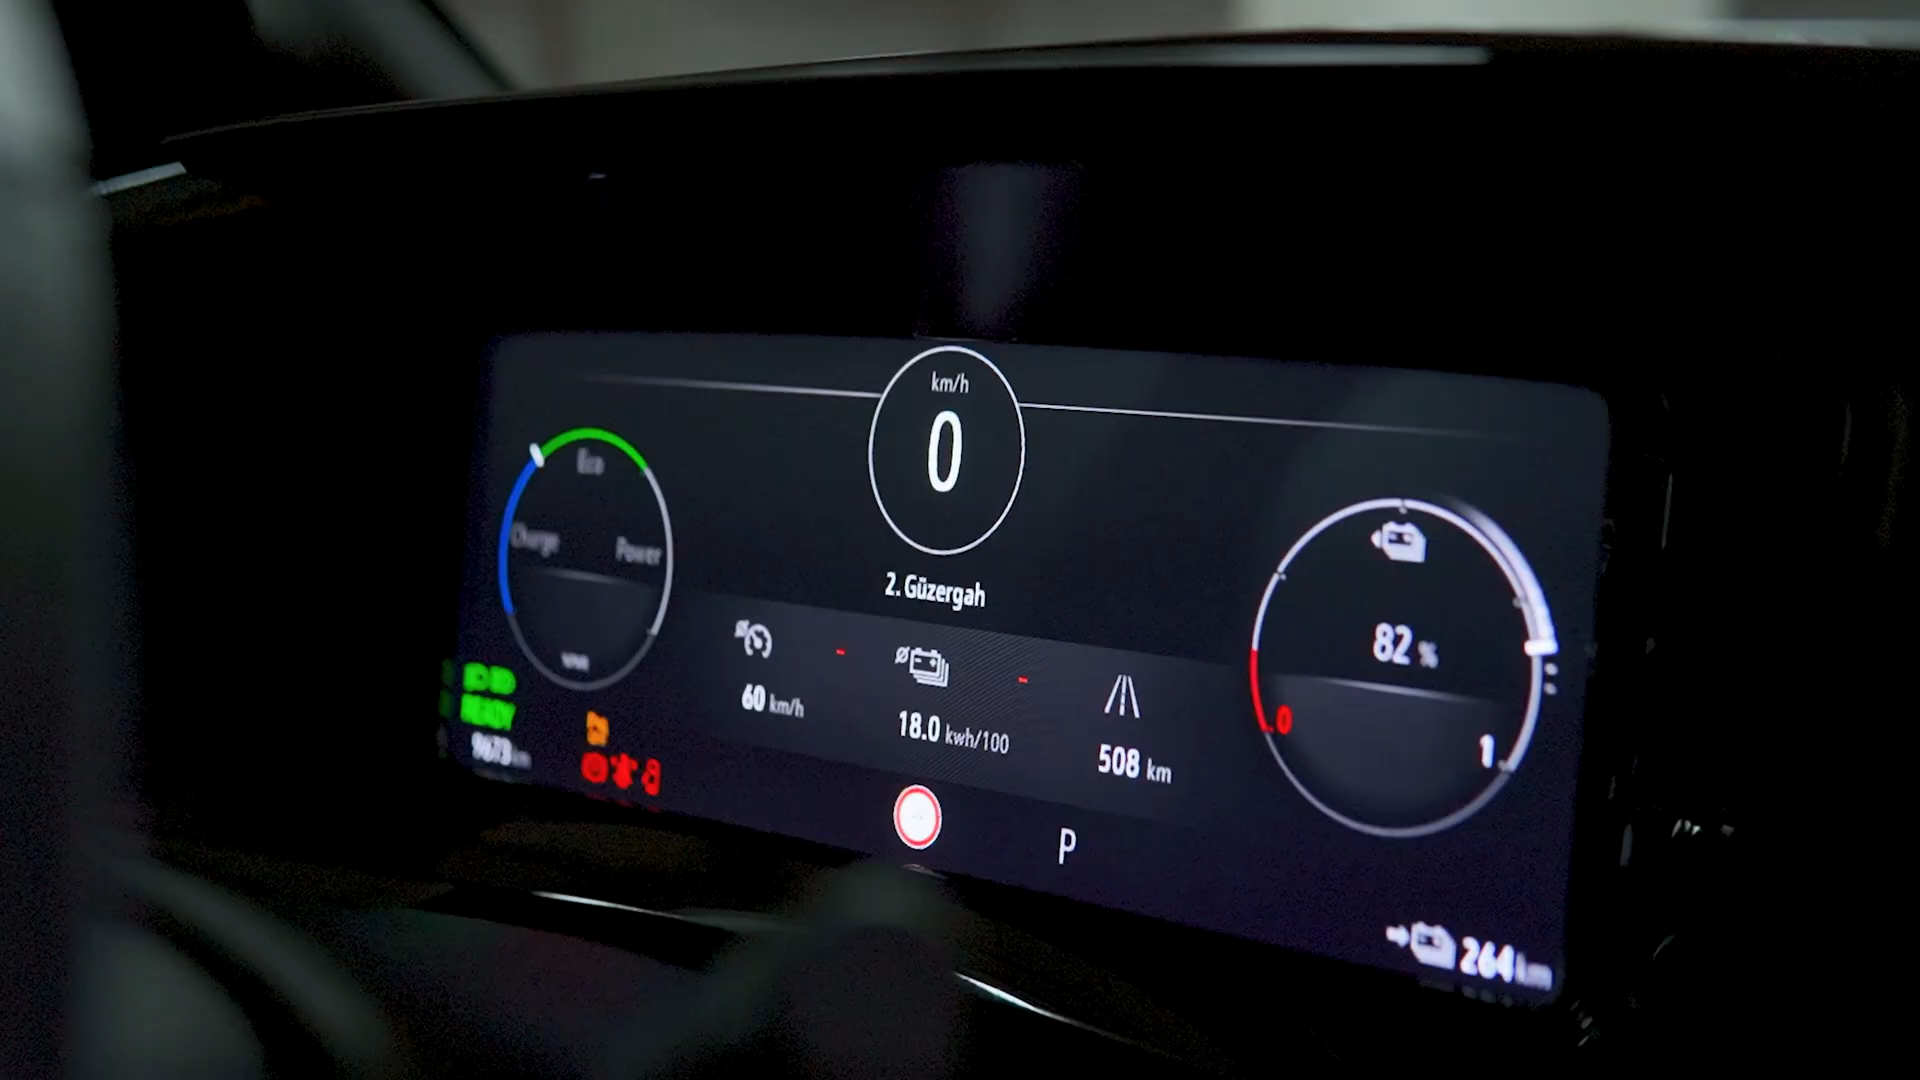 km/h
0
Eco
Charge
Power
2. Güzergah
60 km/h
18.0 kwh/100
508 km
82 %
0
1
READY
P
264 km